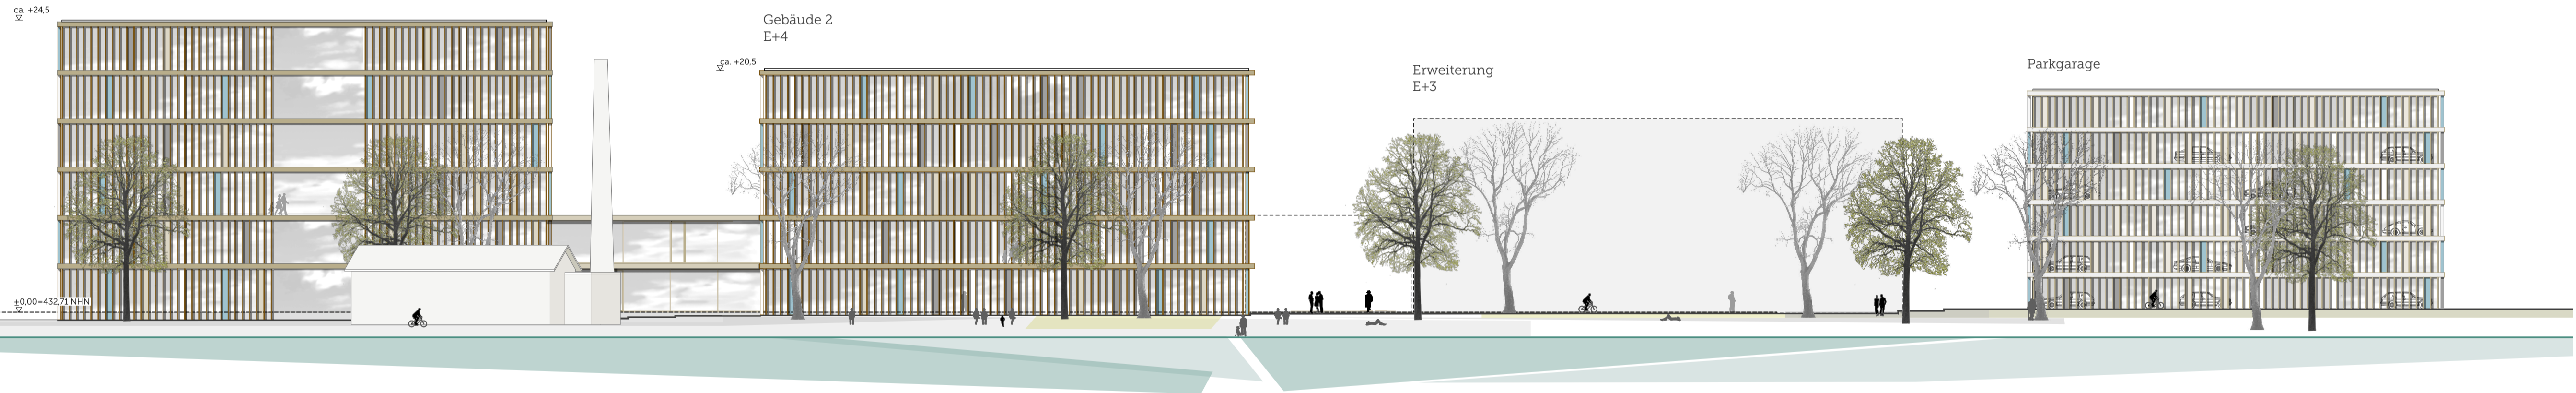 ca. +24,5
Gebäude 2
E+4
ca. +20,5
Erweiterung
E+3
Parkgarage
+0,00=432,71 NHN